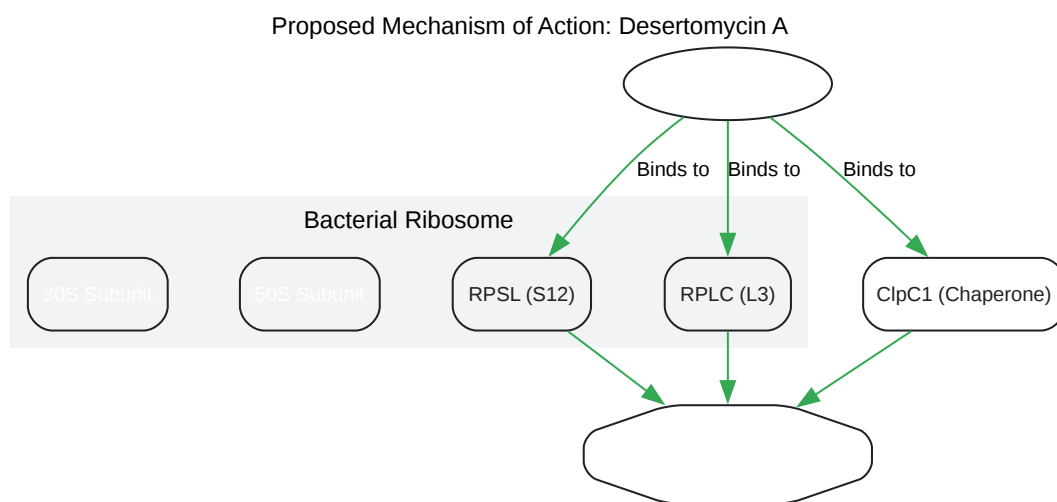 Proposed Mechanism of Action: Desertomycin A
Binds to
Binds to
Binds to
Bacterial Ribosome
30S Subunit
50S Subunit
RPSL (S12)
RPLC (L3)
ClpC1 (Chaperone)